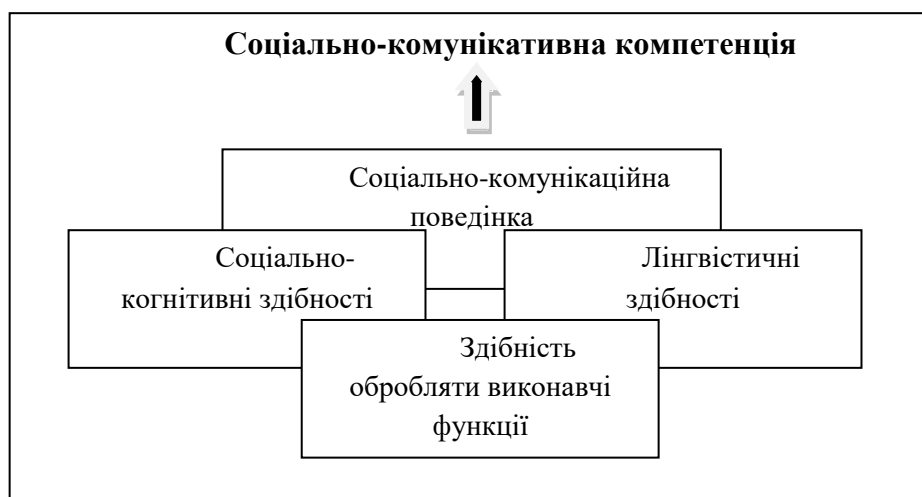 Соціально-комунікативна компетенція
Соціально-комунікаційна
поведінка
Соціально-
когнітивні здібності
Лінгвістичні
здібності
Здібність
обробляти виконавчі
функції